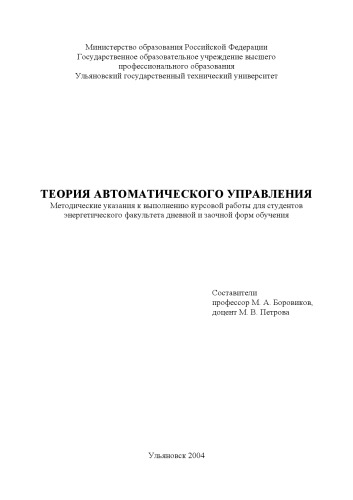 Министерство образования Российской Федерации
Государственное образовательное учреждение высшего
профессионального образования
Ульяновский государственный технический университет
ТЕОРИЯ АВТОМАТИЧЕСКОГО УПРАВЛЕНИЯ
Методические указания к выполнению курсовой работы для студентов
энергетического факультета дневной и заочной форм обучения
Составители
профессор М. А. Боровиков,
доцент М. В. Петрова
Ульяновск 2004